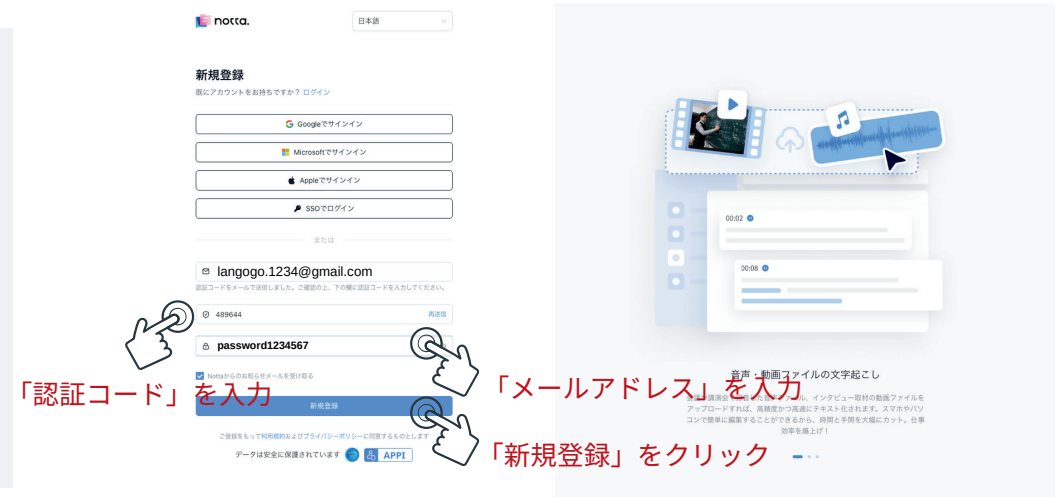 notta.
日本語
新規登録
既にアカウントをお持ちですか？ ログイン
Googleでサインイン
Microsoftでサインイン
Appleでサインイン
SSOでログイン
または
langogo.1234@gmail.com
認証コードをメールで送信しました。ご確認の上、下の欄に認証コードを入力してください。
489644
再送信
password1234567
Nottaからのお知らせメールを受け取る
「認証コード」を入力
「メールアドレス」を入力
新規登録
「新規登録」をクリック
ご登録をもって利用規約およびプライバシーポリシーに同意するものとします
データは安全に保護されています
APPI
00:02
00:08
音声・動画ファイルの文字起こし
アップロードすれば、高精度かつ高速にテキスト化されます。スマホやパソ
コンで簡単に編集することができるから、時間と手間を大幅にカット。仕事
効率を爆上げ！